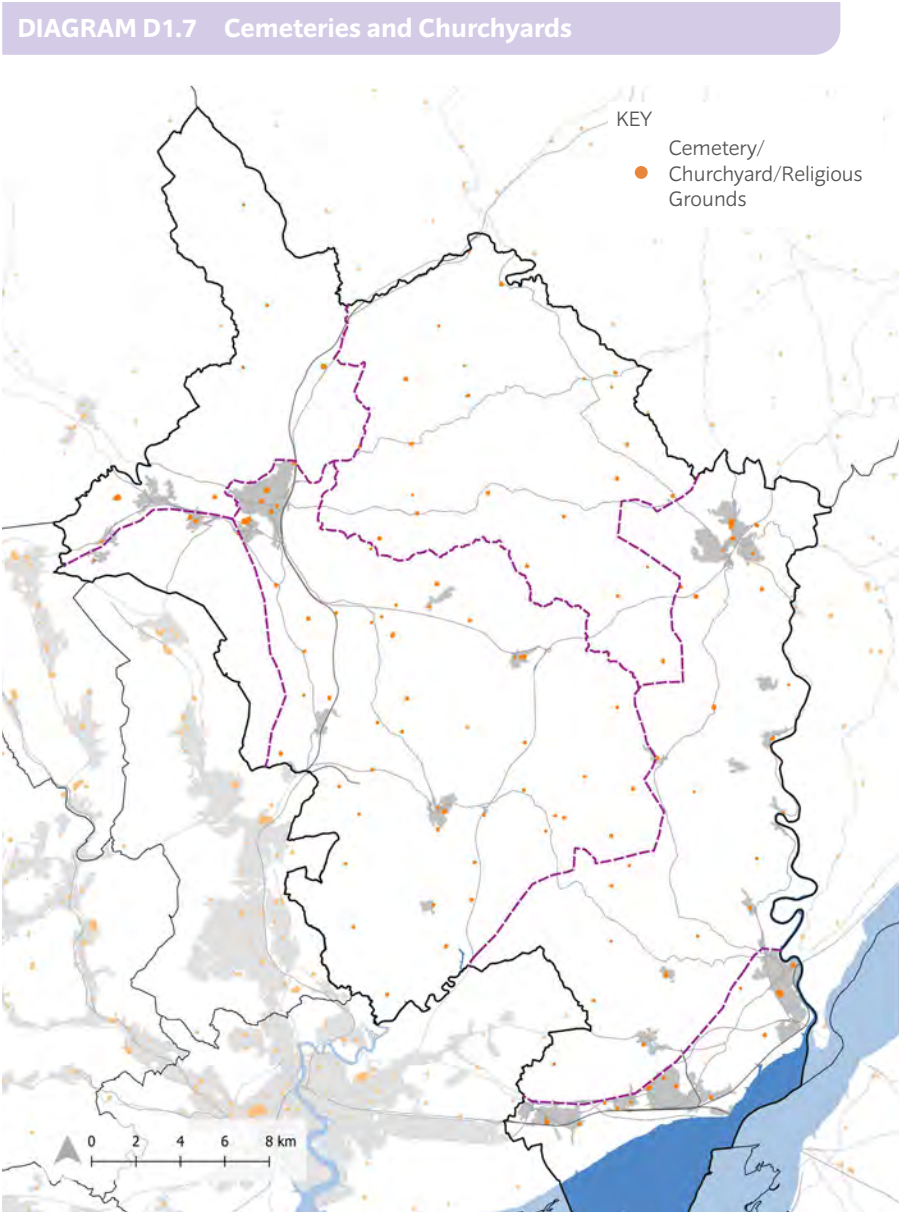 DIAGRAM D1.7 Cemeteries and Churchyards
KEY
Cemetery/
Churchyard/Religious
Grounds
0 2 4 6 8 km